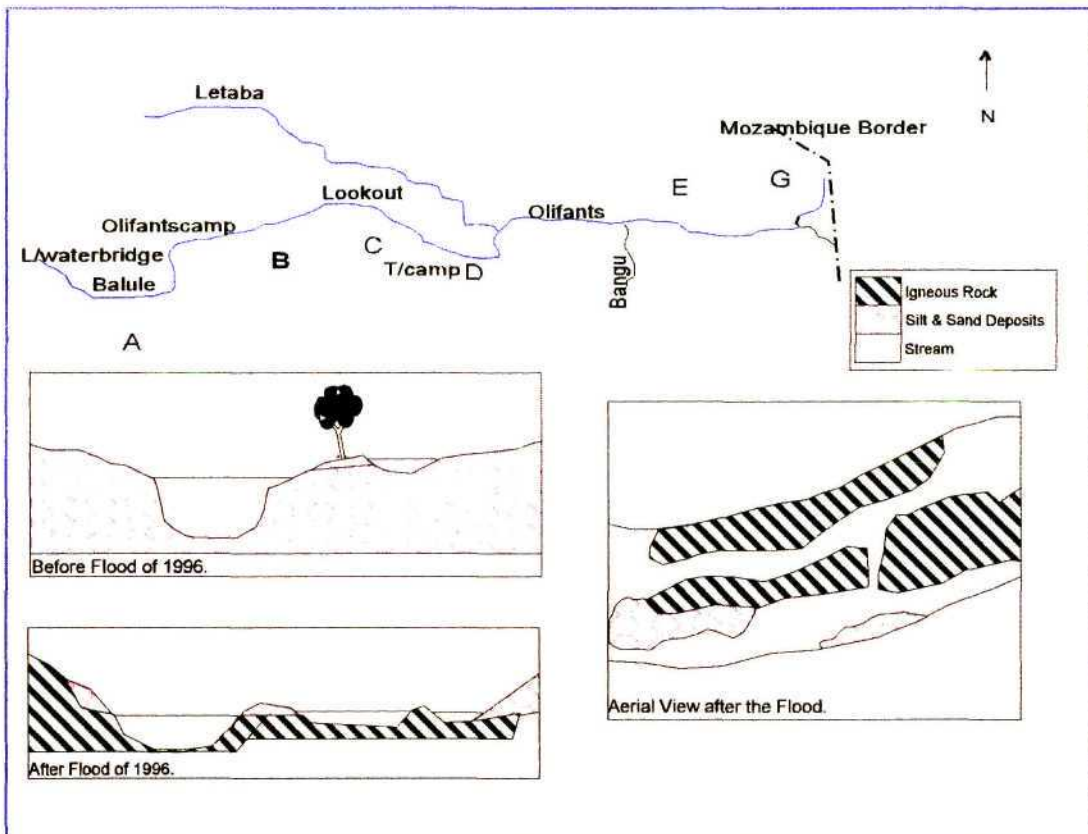 Letaba
N
Mozambique Border
Lookout
E
G
Olifantscamp
Olifants
L/waterbridge
B
C
T/camp D
Balule
Bangu
A
Igneous Rock
Silt & Sand Deposits
Stream
Before Flood of 1996.
Aerial View after the Flood.
After Flood of 1996.